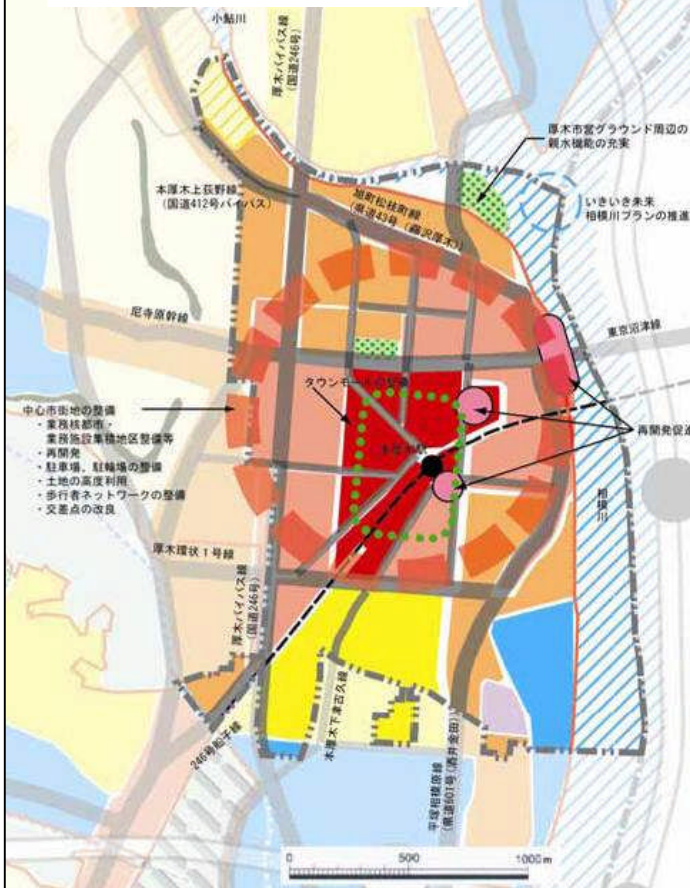 小鮎川
厚木バイパス線
(国道246号)
本厚木上荻野線
(国道412号バイパス)
旭町松枝町線
(県道43号（藤沢厚木）)
厚木市営グラウンド周辺の
親水機能の充実
いきいき未来
相模川プランの推進
尼寺原幹線
東京沼津線
タウンモールの整備
中心市街地の整備
・業務核都市・
業務施設集積地区整備等
・再開発
・駐車場、駐輪場の整備
・土地の高度利用
・歩行者ネットワークの整備
・交差点の改良
本厚木駅
再開発促進
相模川
厚木環状1号線
厚木バイパス線
(国道246号)
246号船子線
本厚木下津古久線
平塚相模原線
(県道601号（酒井金田）)
0 500 1000m